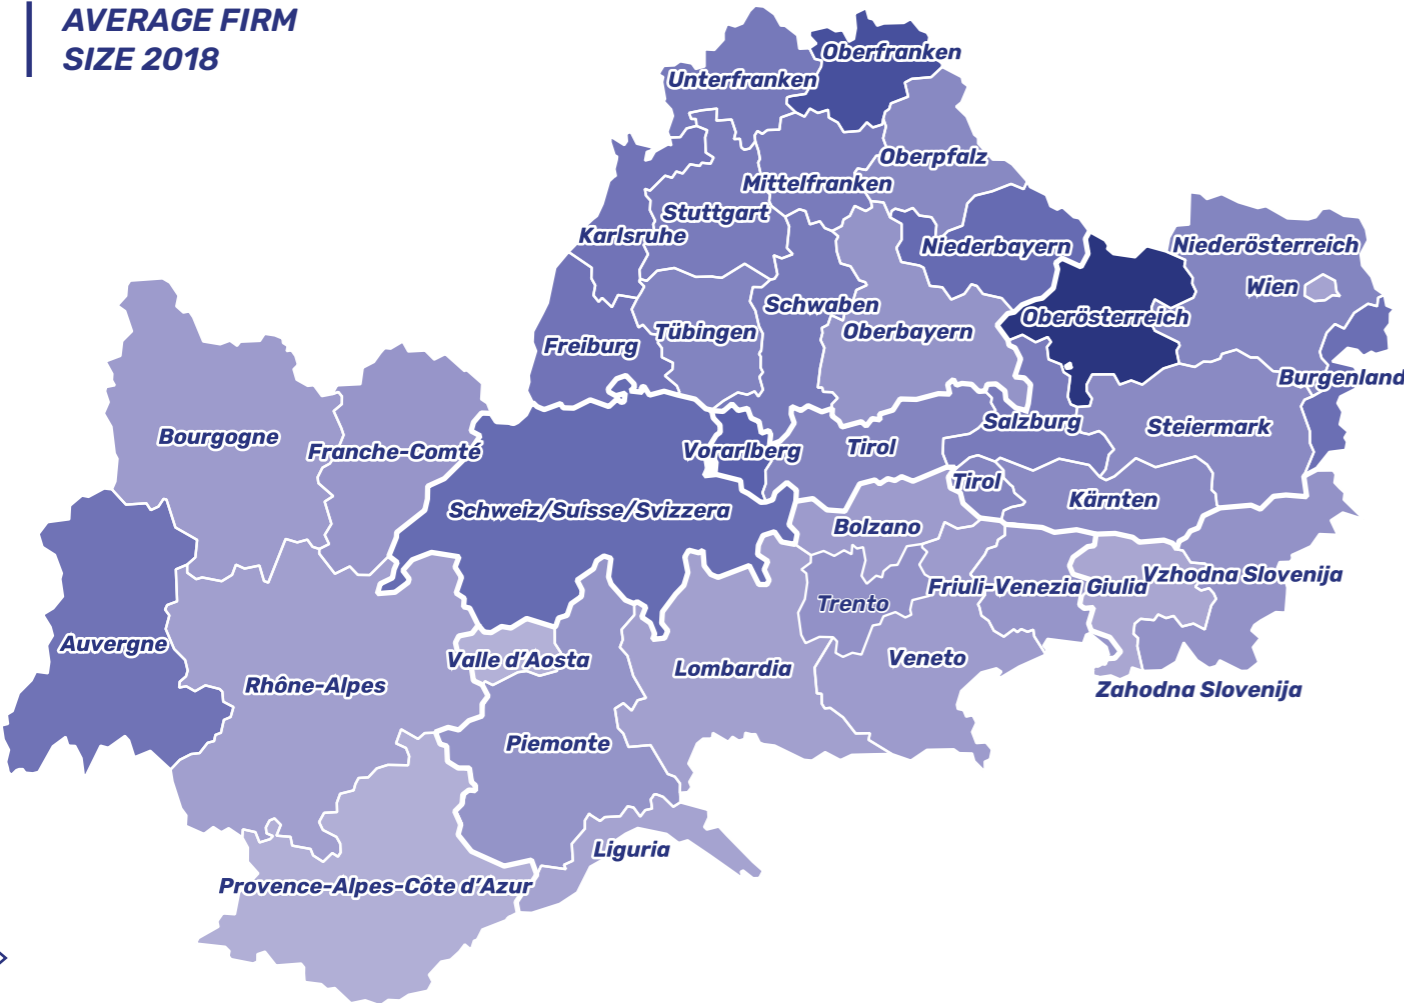 AVERAGE FIRM
SIZE 2018
Oberfranken
Unterfranken
Oberpfalz
Mittelfranken
Stuttgart
Karlsruhe
Niederbayern
Niederösterreich
Wien
Schwaben
Oberösterreich
Tübingen
Oberbayern
Freiburg
Burgenland
Salzburg
Steiermark
Bourgogne
Franche-Comté
Vorarlberg
Tirol
Tirol
Kärnten
Schweiz/Suisse/Svizzera
Bolzano
Vzhodna Slovenija
Friuli-Venezia Giulia
Trento
Auvergne
Valle d'Aosta
Veneto
Lombardia
Rhône-Alpes
Zahodna Slovenija
Piemonte
Liguria
Provence-Alpes-Côte d'Azur